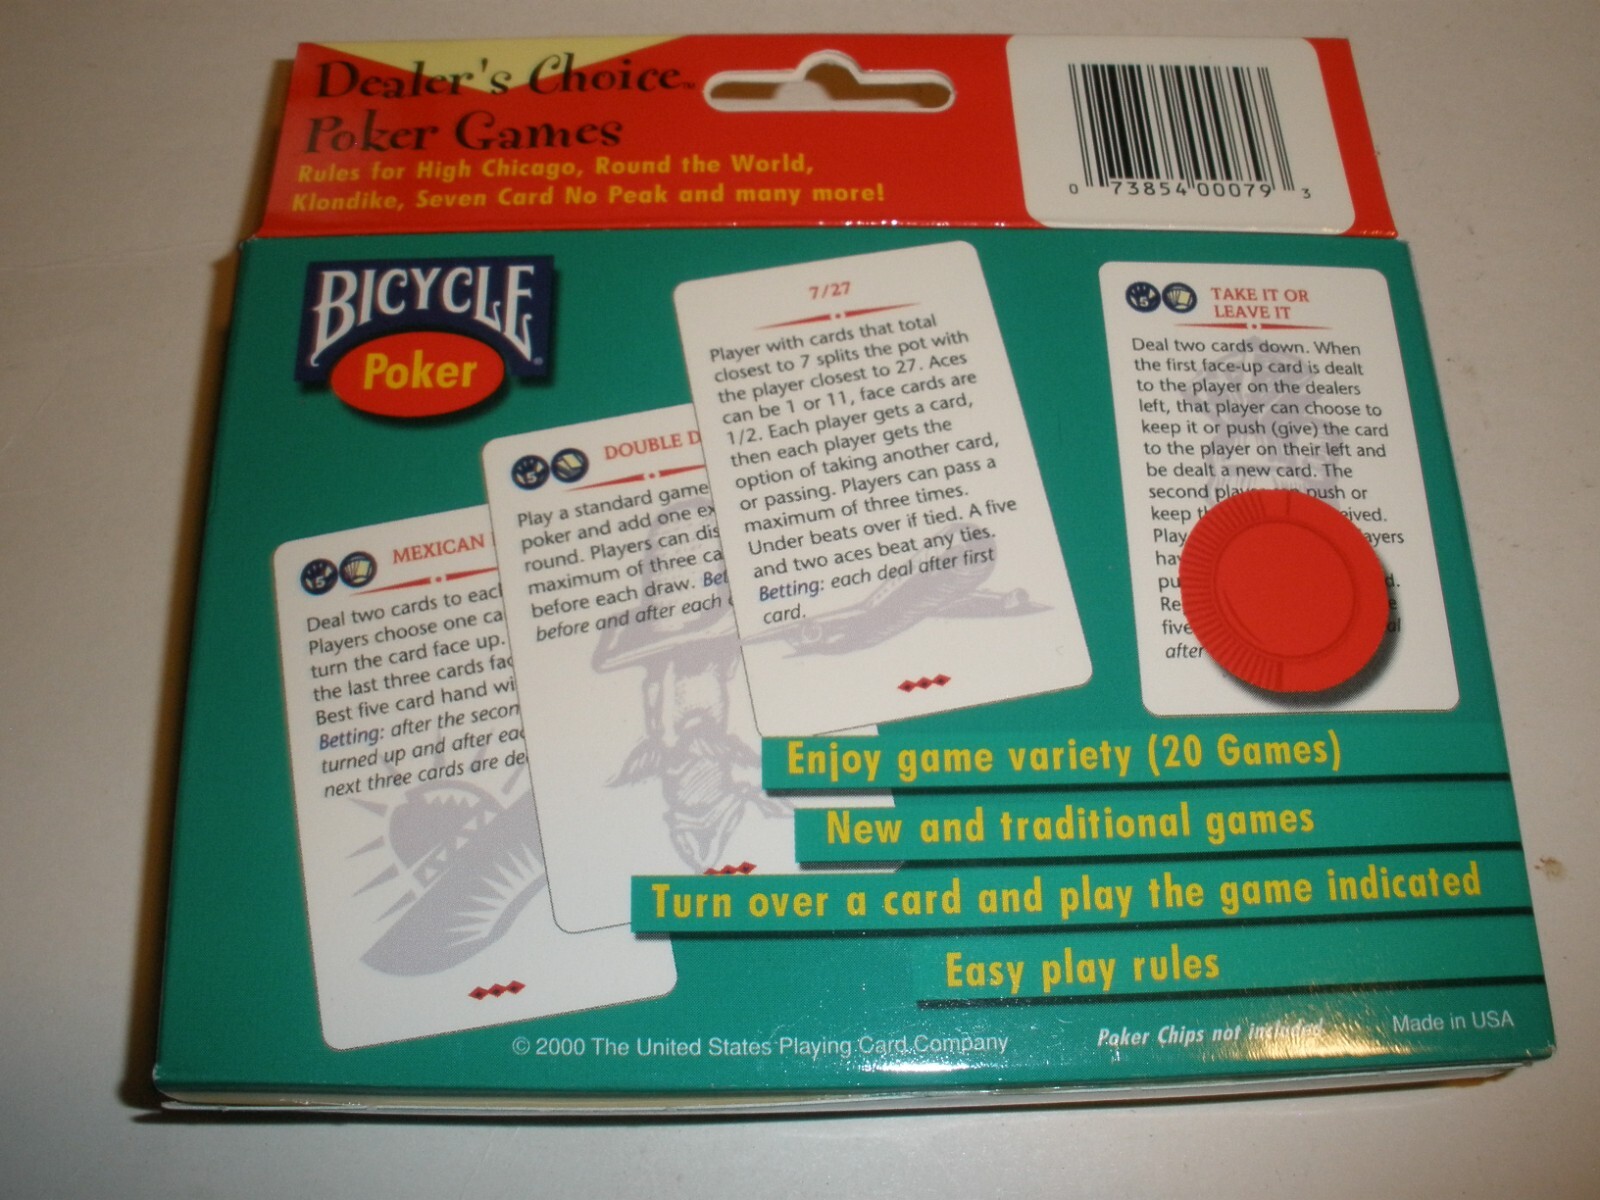 Dealer's Choice™
Poker Games
Rules for High Chicago, Round the World,
Klondike, Seven Card No Peak and many more!
0 73854 00079 3
BICYCLE
Poker
7/27
Player with cards that total
closest to 7 splits the pot with
the player closest to 27. Aces
can be 1 or 11, face cards are
1/2. Each player gets a card,
then each player gets the
option of taking another card,
or passing. Players can pass a
maximum of three times.
Under beats over if tied. A five
and two aces beat any ties.
Betting: each deal after first
card.
TAKE IT OR
LEAVE IT
Deal two cards down. When
the first face-up card is dealt
to the player on the dealers
left, that player can choose to
keep it or push (give) the card
to the player on their left and
be dealt a new card. The
second push or
keep
Play
five
after
5
DOUBLE D
Play a standard game
poker and add one ex
round. Players can dis
maximum of three ca
before each draw. Bet
before and after each
5
MEXICAN
Deal two cards to each
Players choose one ca
turn the card face up.
the last three cards fac
Best five card hand wi
Betting: after the secon
turned up and after eac
next three cards are de
5
Enjoy game variety (20 Games)
New and traditional games
Turn over a card and play the game indicated
Easy play rules
© 2000 The United States Playing Card Company
Poker Chips not included
Made in USA